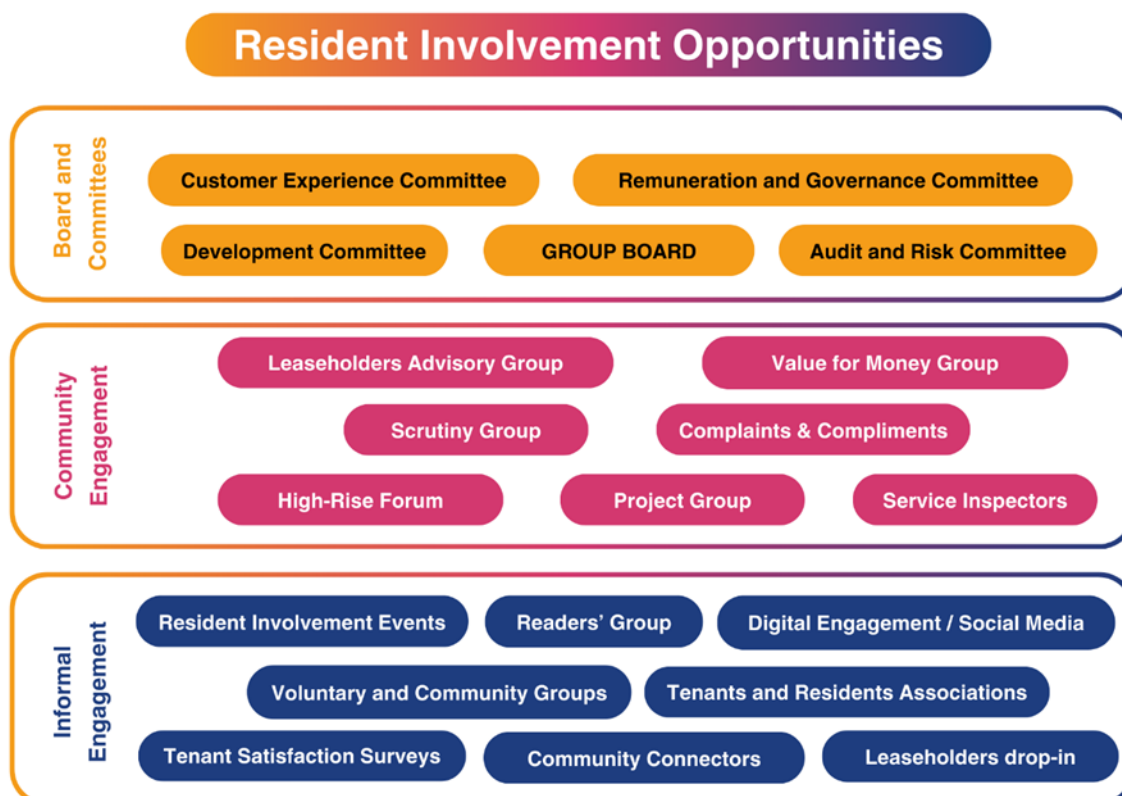 Resident Involvement Opportunities
Board and
Committees
Customer Experience Committee
Remuneration and Governance Committee
Development Committee
GROUP BOARD
Audit and Risk Committee
Community
Engagement
Leaseholders Advisory Group
Value for Money Group
Scrutiny Group
Complaints & Compliments
High-Rise Forum
Project Group
Service Inspectors
Informal
Engagement
Resident Involvement Events
Readers’ Group
Digital Engagement / Social Media
Voluntary and Community Groups
Tenants and Residents Associations
Tenant Satisfaction Surveys
Community Connectors
Leaseholders drop-in